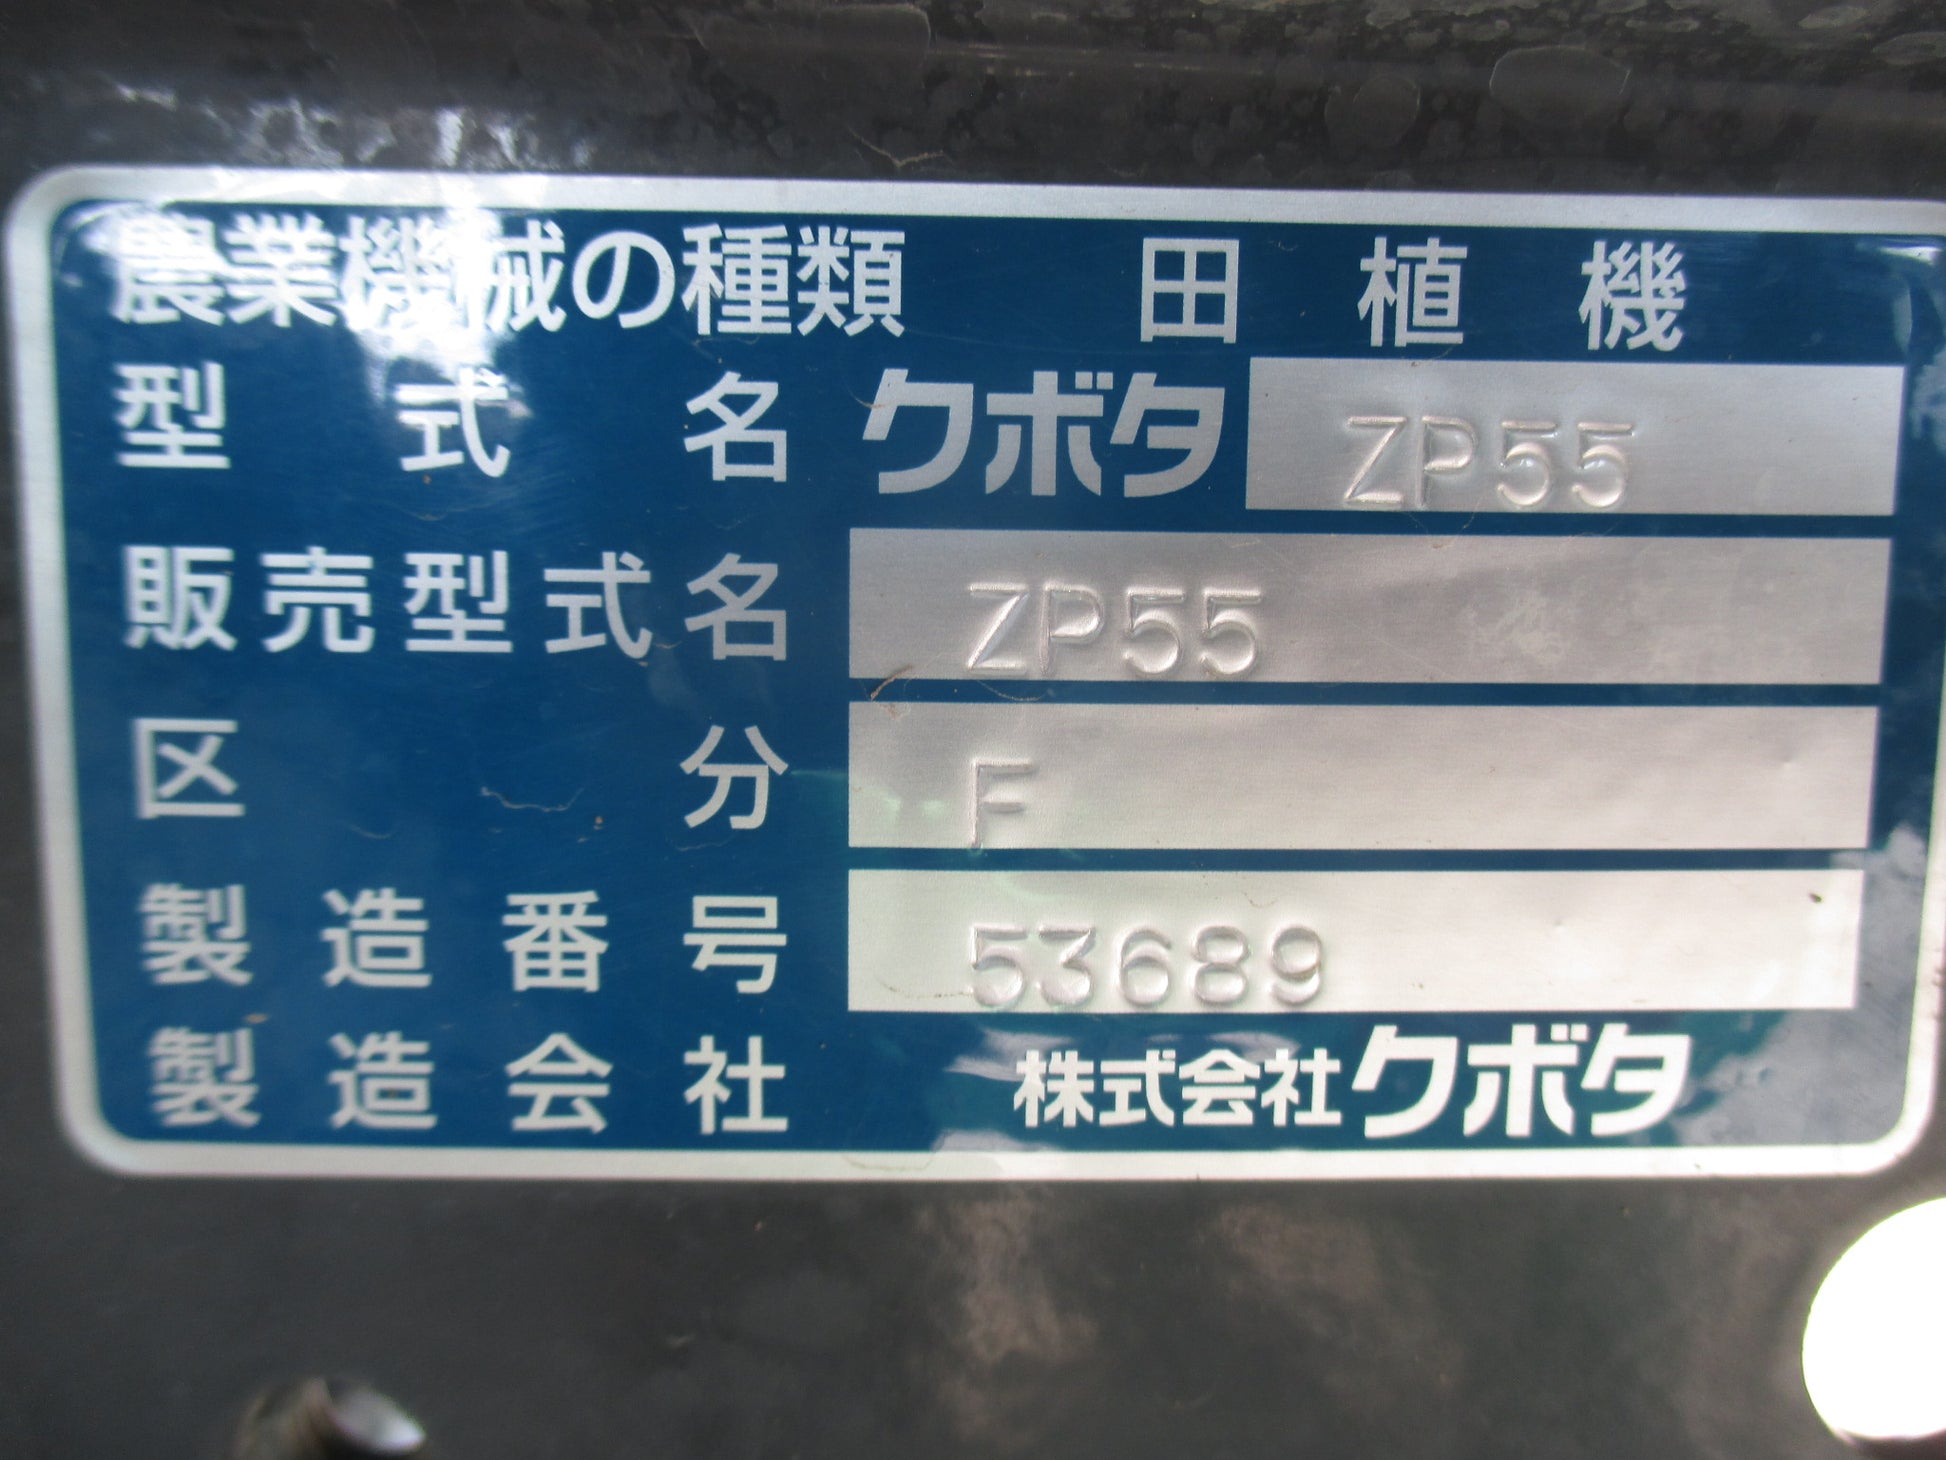 農業機械の種類 田植機
型式名 クボタ ZP55
販売型式名 ZP55
区分 F
製造番号 53689
製造会社 株式会社クボタ